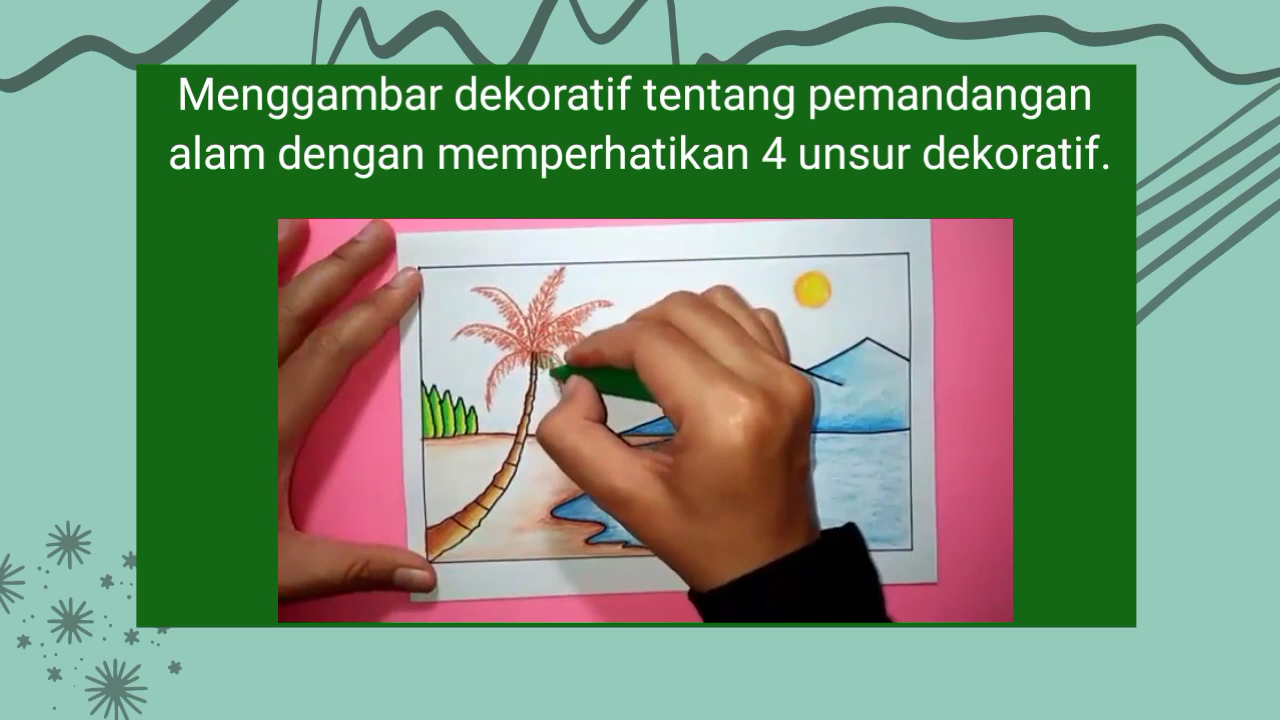 Menggambar dekoratif tentang pemandangan
alam dengan memperhatikan 4 unsur dekoratif.